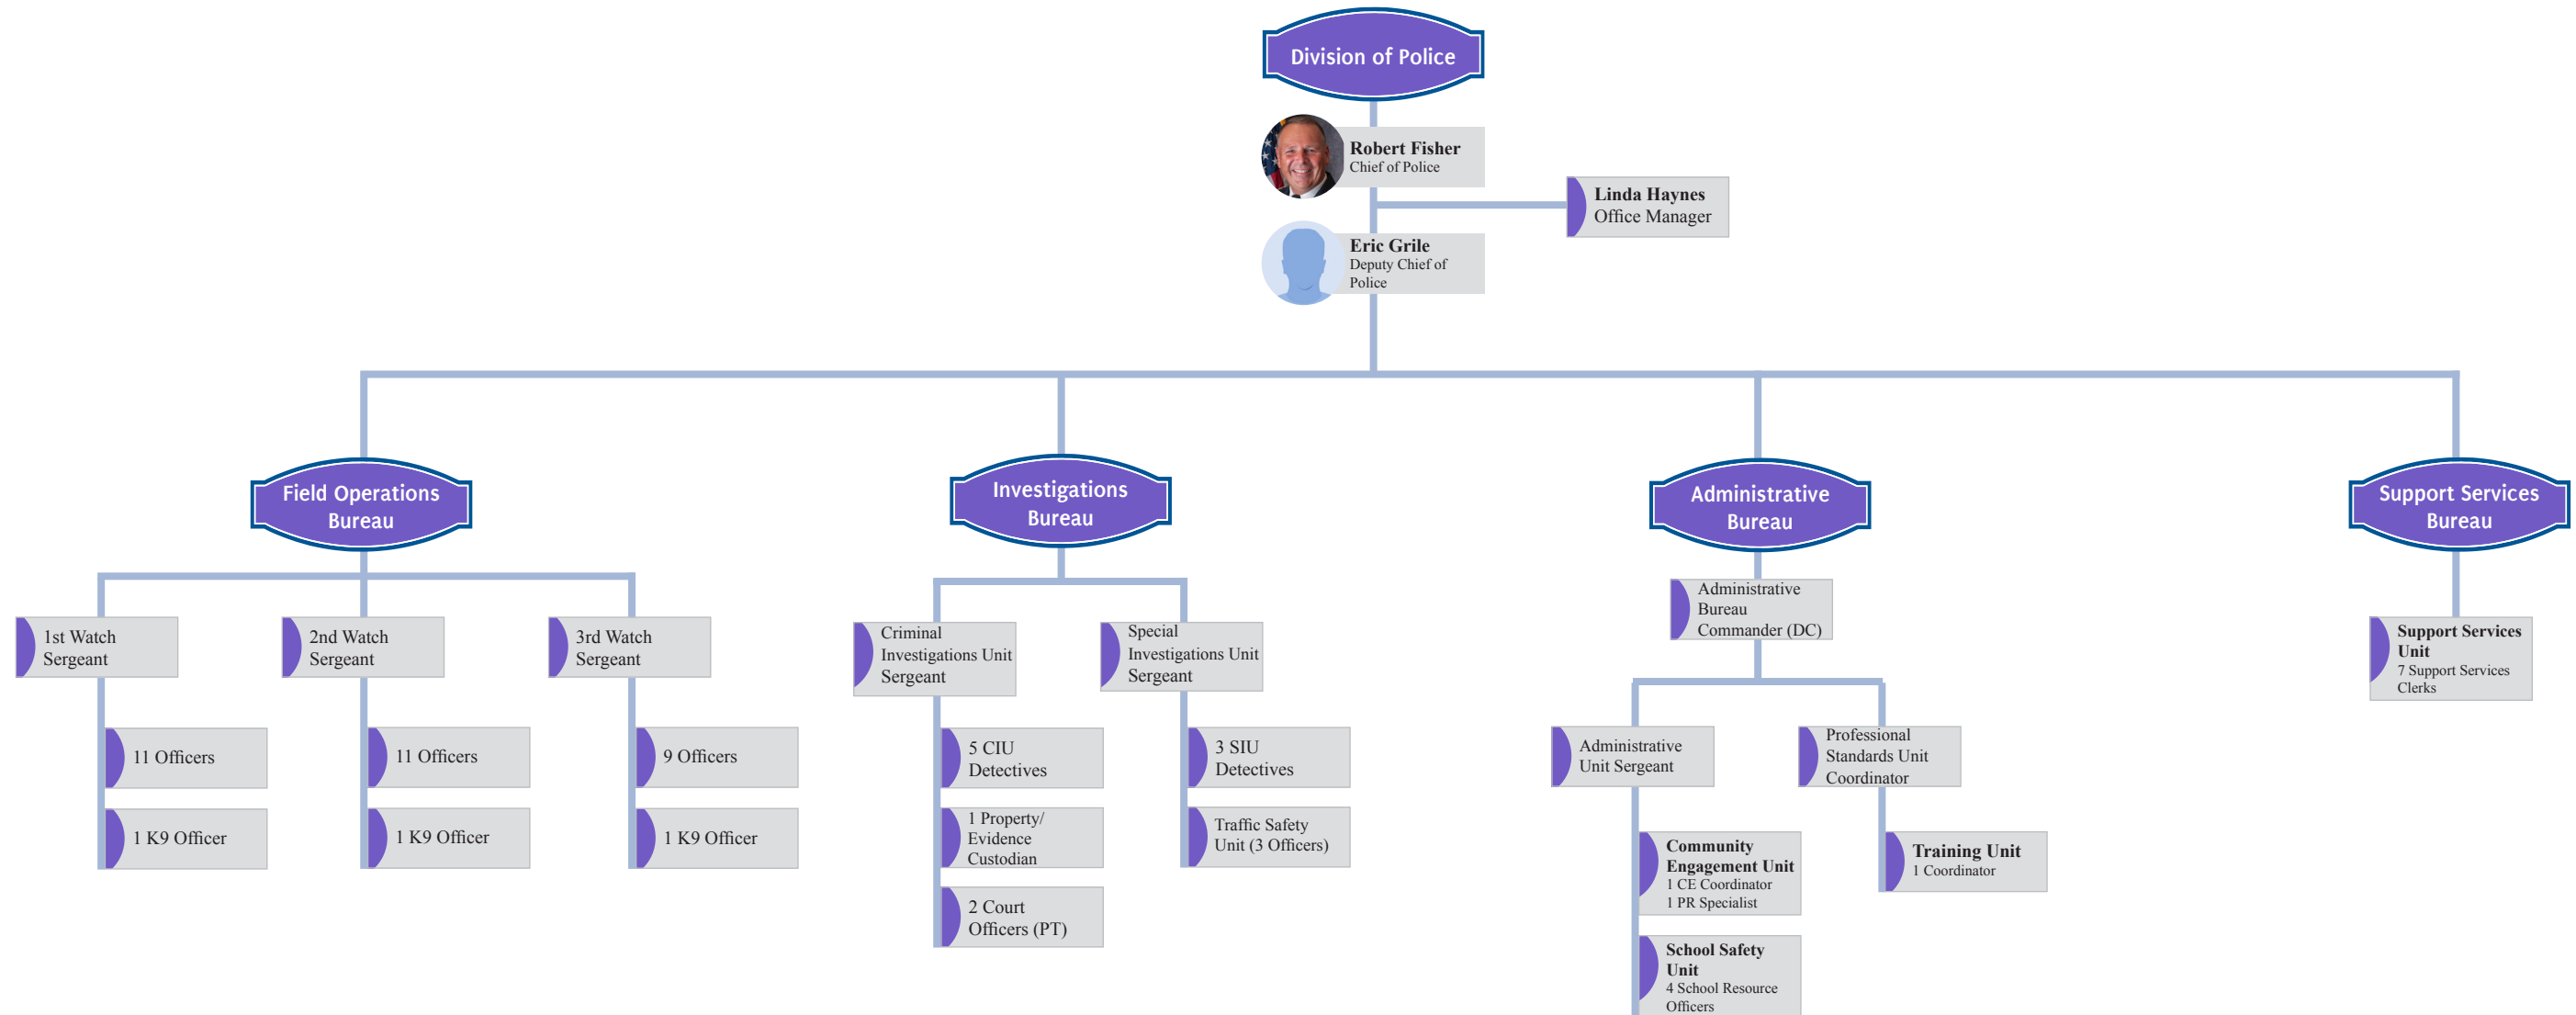 Division of Police
Robert Fisher
Chief of Police
Linda Haynes
Office Manager
Eric Grile
Deputy Chief of
Police
Field Operations
Bureau
Investigations
Bureau
Administrative
Bureau
Support Services
Bureau
1st Watch
Sergeant
2nd Watch
Sergeant
3rd Watch
Sergeant
11 Officers
11 Officers
9 Officers
1 K9 Officer
1 K9 Officer
1 K9 Officer
Criminal
Investigations Unit
Sergeant
Special
Investigations Unit
Sergeant
5 CIU
Detectives
3 SIU
Detectives
1 Property/
Evidence
Custodian
Traffic Safety
Unit (3 Officers)
2 Court
Officers (PT)
Administrative
Bureau
Commander (DC)
Administrative
Unit Sergeant
Professional
Standards Unit
Coordinator
Community
Engagement Unit
1 CE Coordinator
1 PR Specialist
Training Unit
1 Coordinator
School Safety
Unit
4 School Resource
Officers
Support Services
Unit
7 Support Services
Clerks